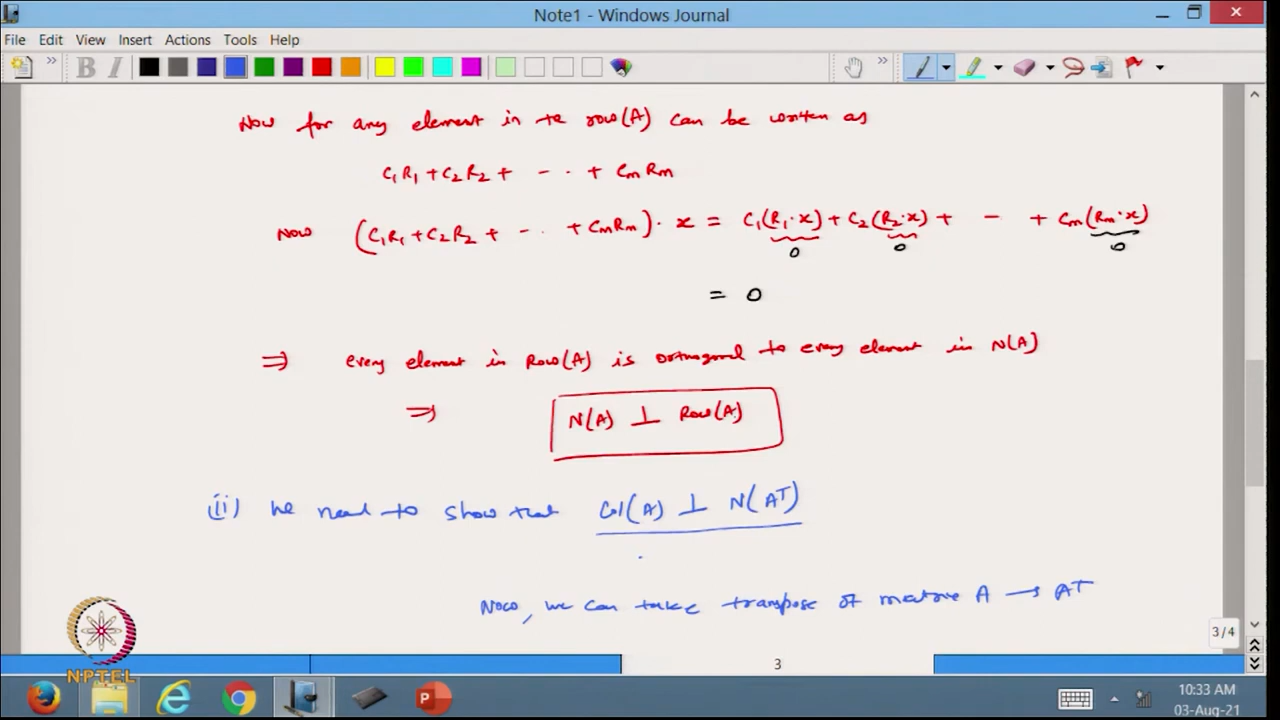 Note1 - Windows Journal
File Edit View Insert Actions Tools Help
Now for any element in te row(A) can be written as
C₁R₁ + C₂R₂ + - .. + CmRm
Now (C₁R₁ + C₂R₂ + - .. + CmRm) · x = C₁(R₁·x) + C₂(R₂·x) + - + Cm(Rm·x)
0 0 0
= 0
⇒ every element in Row(A) is orthogonal to every element in N(A)
⇒ N(A) ⊥ Row(A)
(ii) We need to show that Col(A) ⊥ N(Aᵀ)
Now, we can take transpose of matrix A → Aᵀ
3/4
NPTEL
3
10:33 AM
03-Aug-21